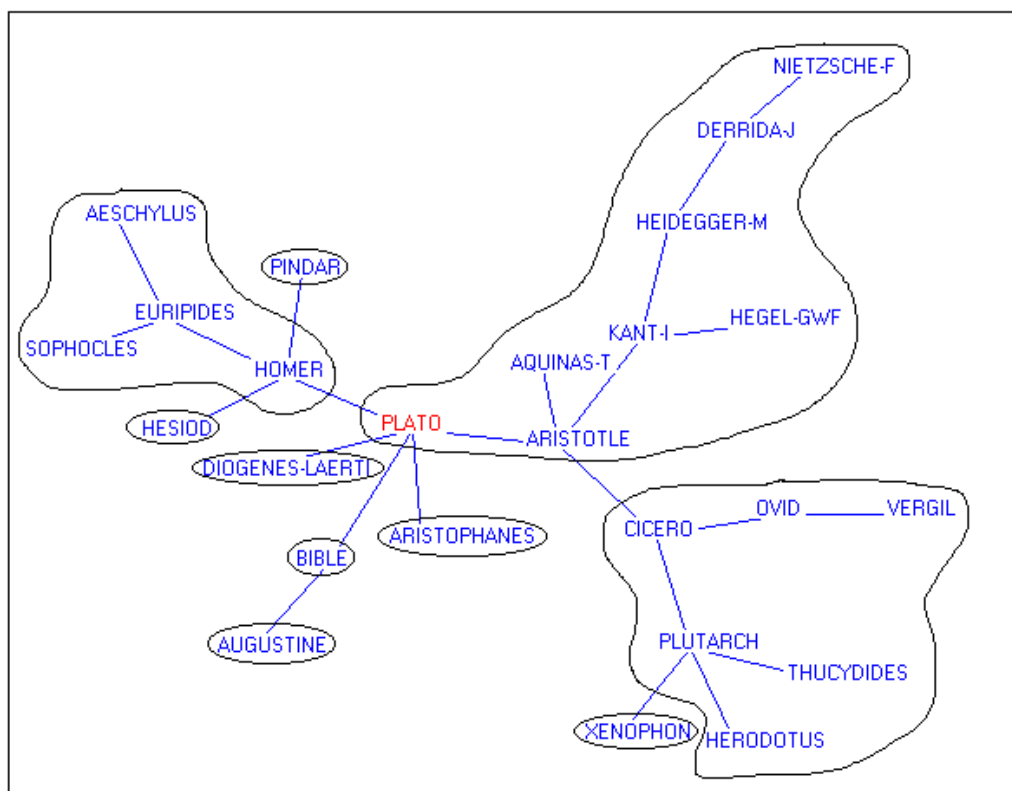 NIETZSCHE-F
DERRIDA-J
AESCHYLUS
HEIDEGGER-M
PINDAR
EURIPIDES
HEGEL-GWF
KANT-I
SOPHOCLES
AQUINAS-T
HOMER
PLATO
HESIOD
ARISTOTLE
DIOGENES-LAERTI
OVID
VERGIL
CICERO
ARISTOPHANES
BIBLE
AUGUSTINE
PLUTARCH
THUCYDIDES
XENOPHON
HERODOTUS